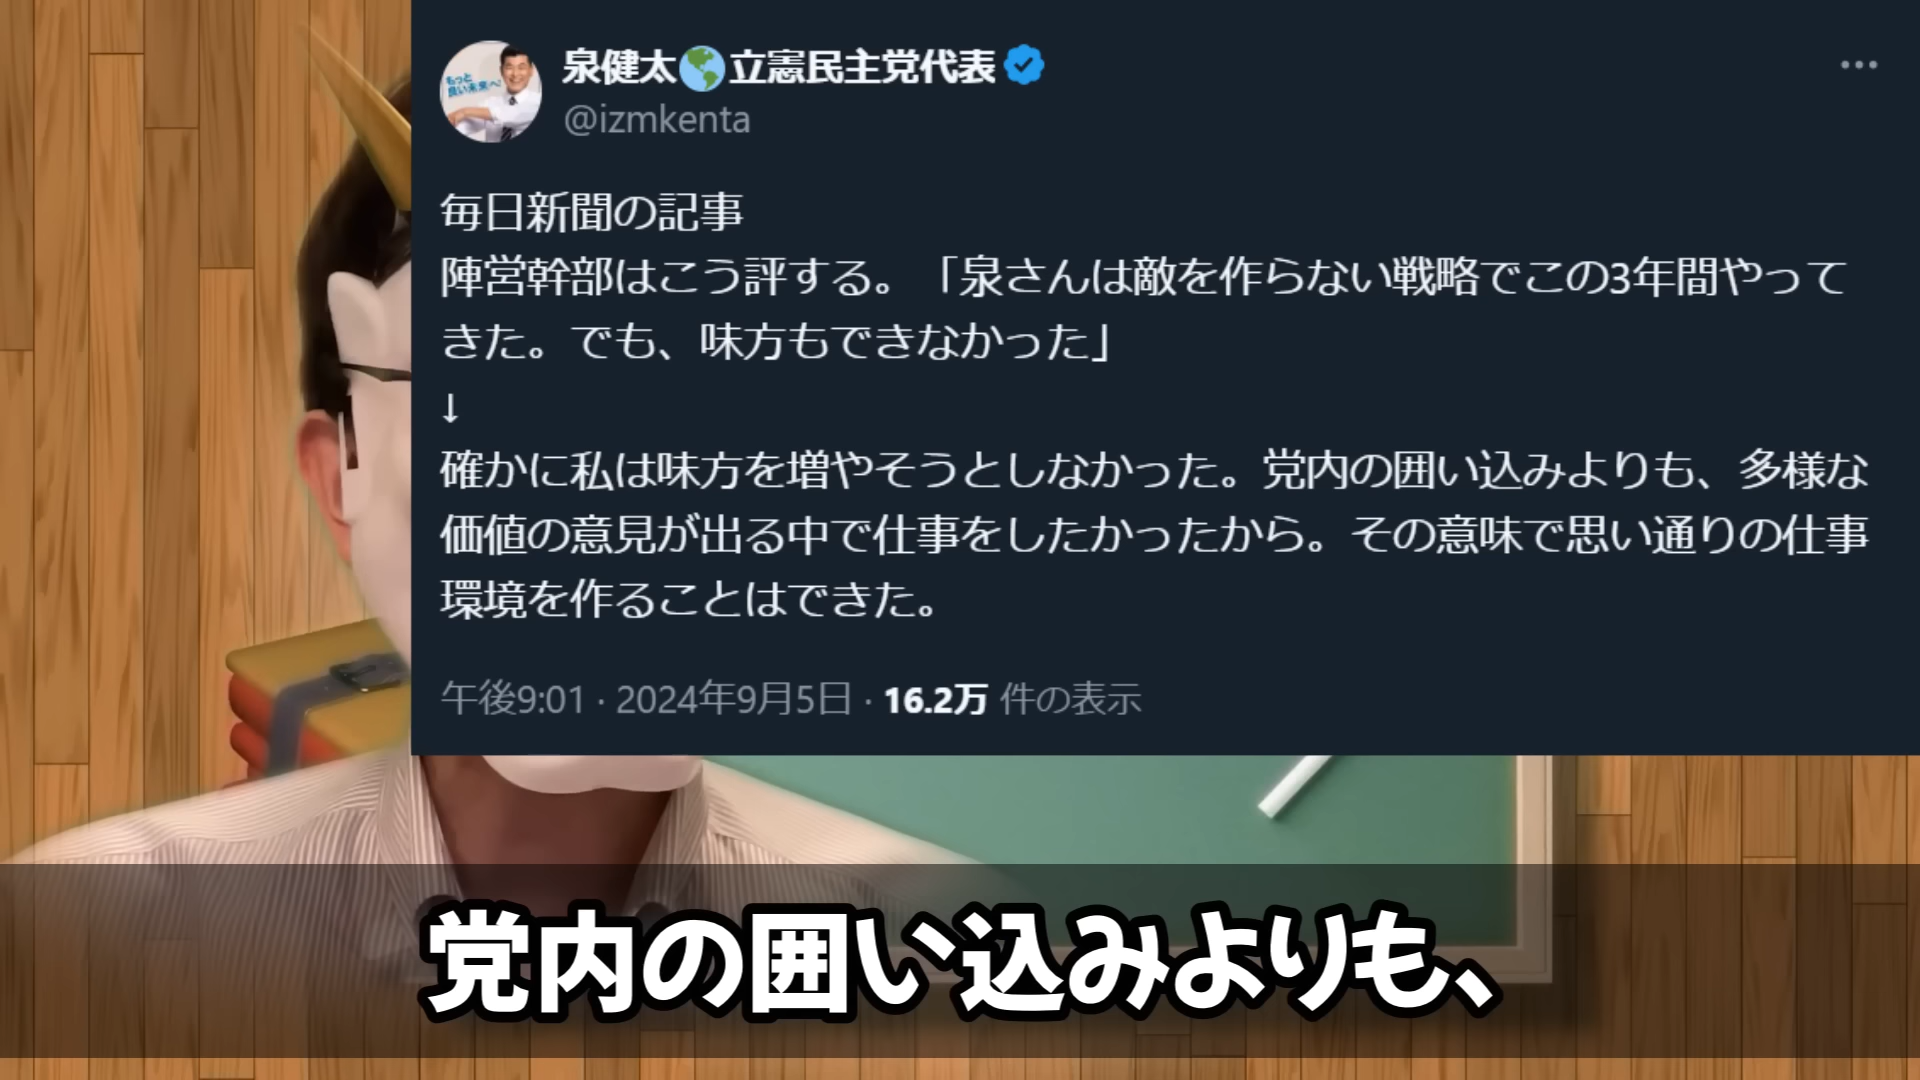 泉健太🌎立憲民主党代表
@izmkenta
もっと
良い未来へ!
毎日新聞の記事
陣営幹部はこう評する。「泉さんは敵を作らない戦略でこの3年間やって
きた。でも、味方もできなかった」
↓
確かに私は味方を増やそうとしなかった。党内の囲い込みよりも、多様な
価値の意見が出る中で仕事をしたかったから。その意味で思い通りの仕事
環境を作ることはできた。
午後9:01 · 2024年9月5日 · 16.2万 件の表示
党内の囲い込みよりも、